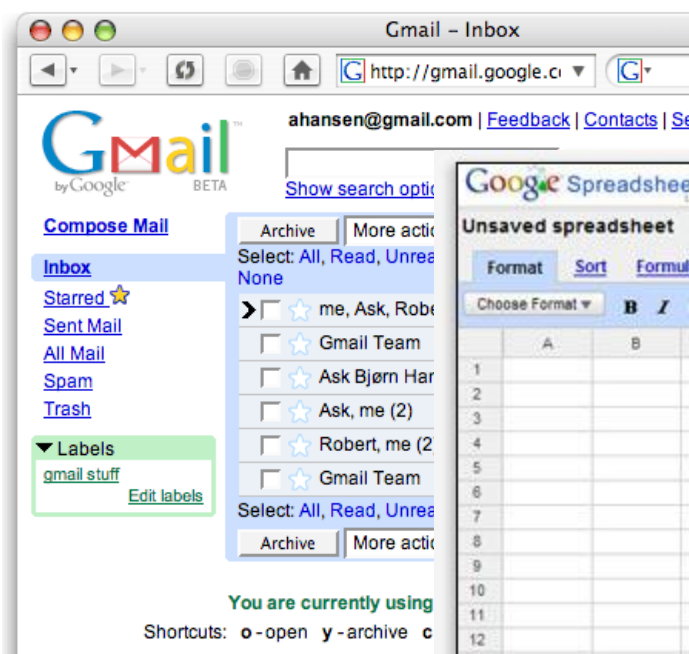 Gmail – Inbox
http://gmail.google.c
Gmail™
by Google BETA
ahansen@gmail.com | Feedback | Contacts | Se
Show search optio
Compose Mail
Inbox
Starred
Sent Mail
All Mail
Spam
Trash
Labels
gmail stuff
Edit labels
Archive More actio
Select: All, Read, Unrea
None
me, Ask, Robe
Gmail Team
Ask Bjørn Han
Ask, me (2)
Robert, me (2
Gmail Team
Select: All, Read, Unrea
Archive More actio
You are currently using
Shortcuts: o - open y - archive c
Google Spreadshee
Unsaved spreadsheet
Format Sort Formul
Choose Format B I
A B
1
2
3
4
5
6
7
8
9
10
11
12